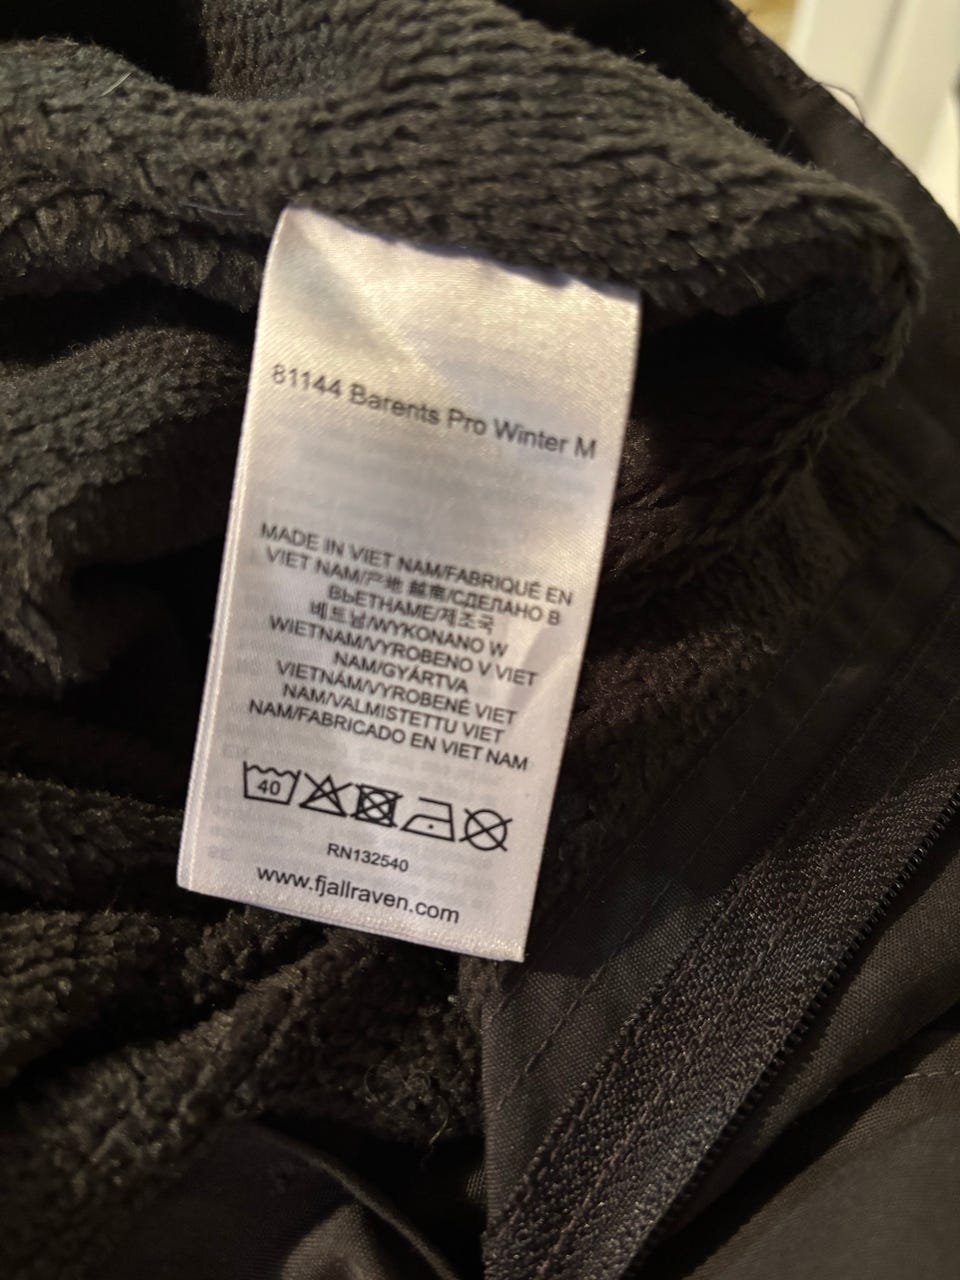 81144 Barents Pro Winter M
MADE IN VIET NAM/FABRIQUÉ EN
VIET NAM/产地 越南/СДЕЛАНО В
ВЬЕТНАМЕ/제조국
베트남/WYKONANO W
WIETNAM/VYROBENO V VIET
NAM/GYÁRTVA
VIETNÁM/VYROBENÉ VIET
NAM/VALMISTETTU VIET
NAM/FABRICADO EN VIET NAM
40
RN132540
www.fjallraven.com